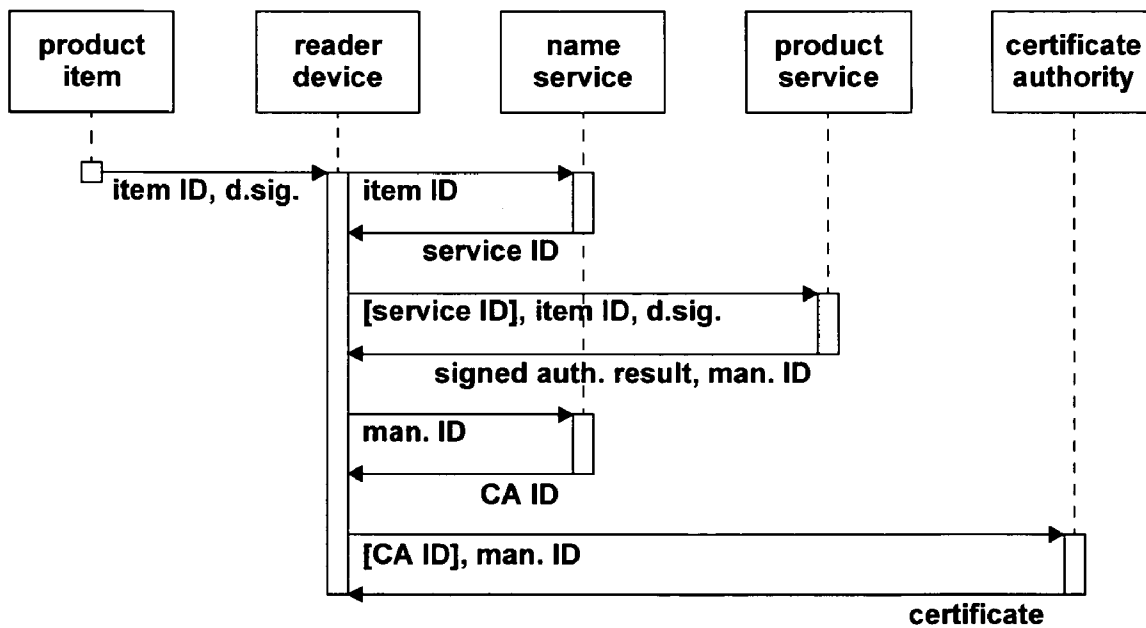 product
item
reader
device
name
service
product
service
certificate
authority
item ID, d.sig.
item ID
service ID
[service ID], item ID, d.sig.
signed auth. result, man. ID
man. ID
CA ID
[CA ID], man. ID
certificate